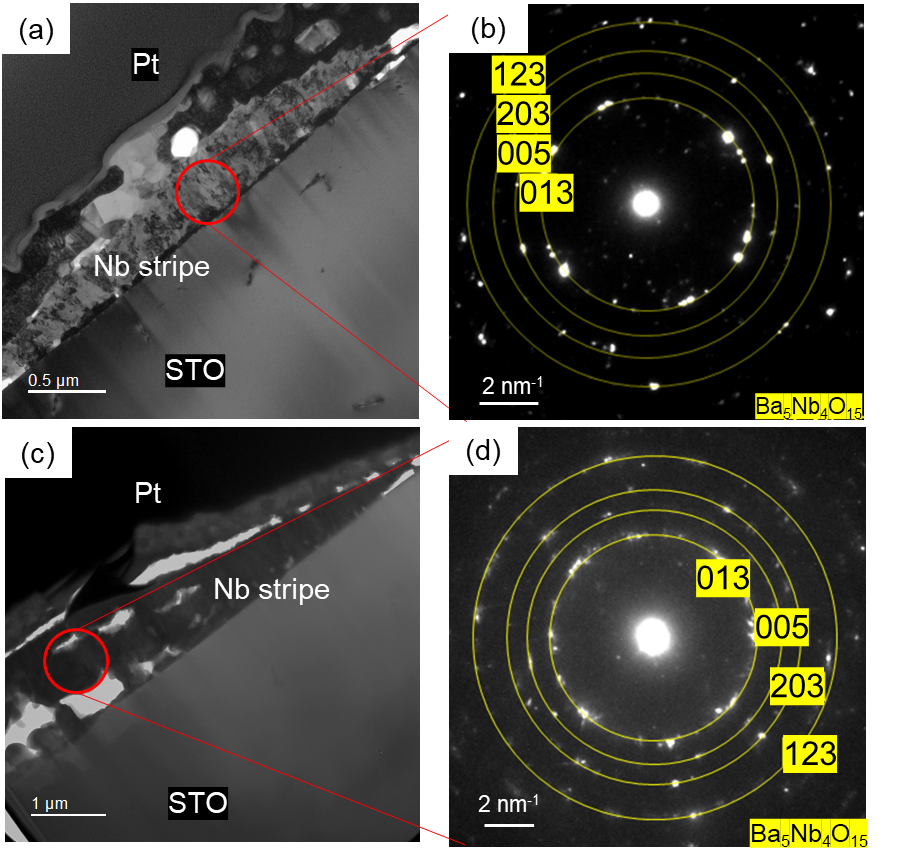 (a)
Pt
Nb stripe
STO
0.5 µm
(b)
123
203
005
013
2 nm-1
Ba5Nb4O15
(c)
Pt
Nb stripe
STO
1 µm
(d)
013
005
203
123
2 nm-1
Ba5Nb4O15